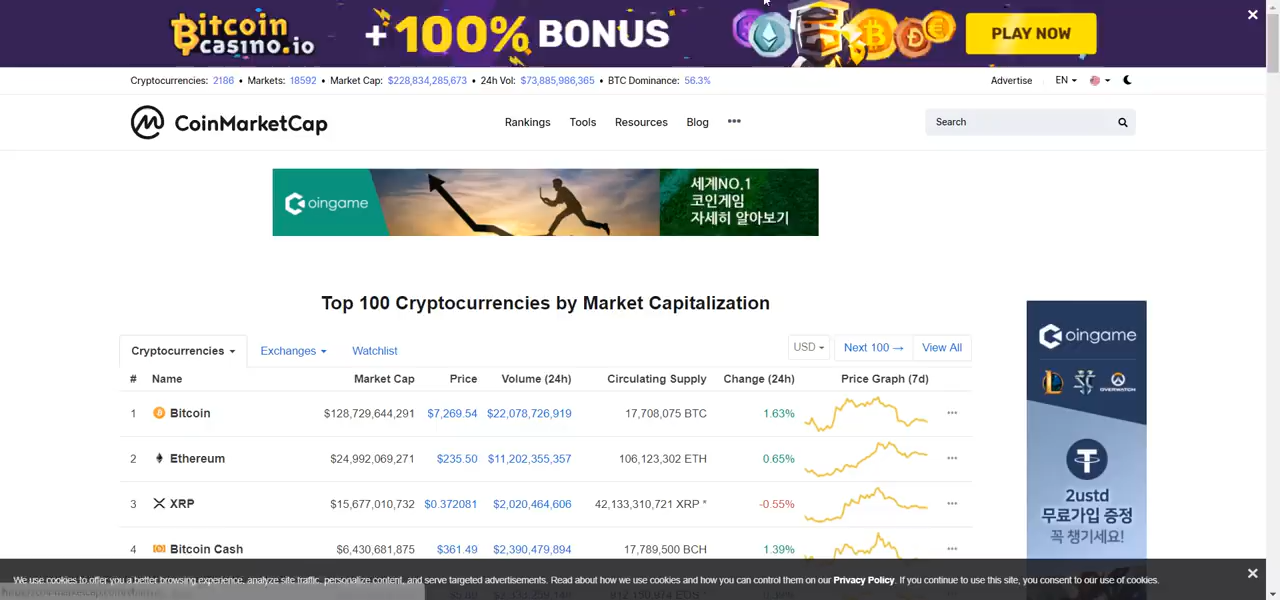 Bitcoin
casino.io
+100% BONUS
PLAY NOW
Cryptocurrencies: 2186 • Markets: 18592 • Market Cap: $228,834,285,673 • 24h Vol: $73,885,986,365 • BTC Dominance: 56.3%
Advertise EN
CoinMarketCap
Rankings Tools Resources Blog •••
Search
oingame
세계NO.1
코인게임
자세히 알아보기
Top 100 Cryptocurrencies by Market Capitalization
Cryptocurrencies Exchanges Watchlist USD Next 100 → View All
# Name Market Cap Price Volume (24h) Circulating Supply Change (24h) Price Graph (7d)
1 Bitcoin $128,729,644,291 $7,269.54 $22,078,726,919 17,708,075 BTC 1.63%
2 Ethereum $24,992,069,271 $235.50 $11,202,355,357 106,123,302 ETH 0.65%
3 XRP $15,677,010,732 $0.372081 $2,020,464,606 42,133,310,721 XRP * -0.55%
4 Bitcoin Cash $6,430,681,875 $361.49 $2,390,479,894 17,789,500 BCH 1.39%
oingame
OVERWATCH
2ustd
무료가입 증정
꼭 챙기세요!
We use cookies to offer you a better browsing experience, analyze site traffic, personalize content, and serve targeted advertisements. Read about how we use cookies and how you can control them on our Privacy Policy. If you continue to use this site, you consent to our use of cookies.